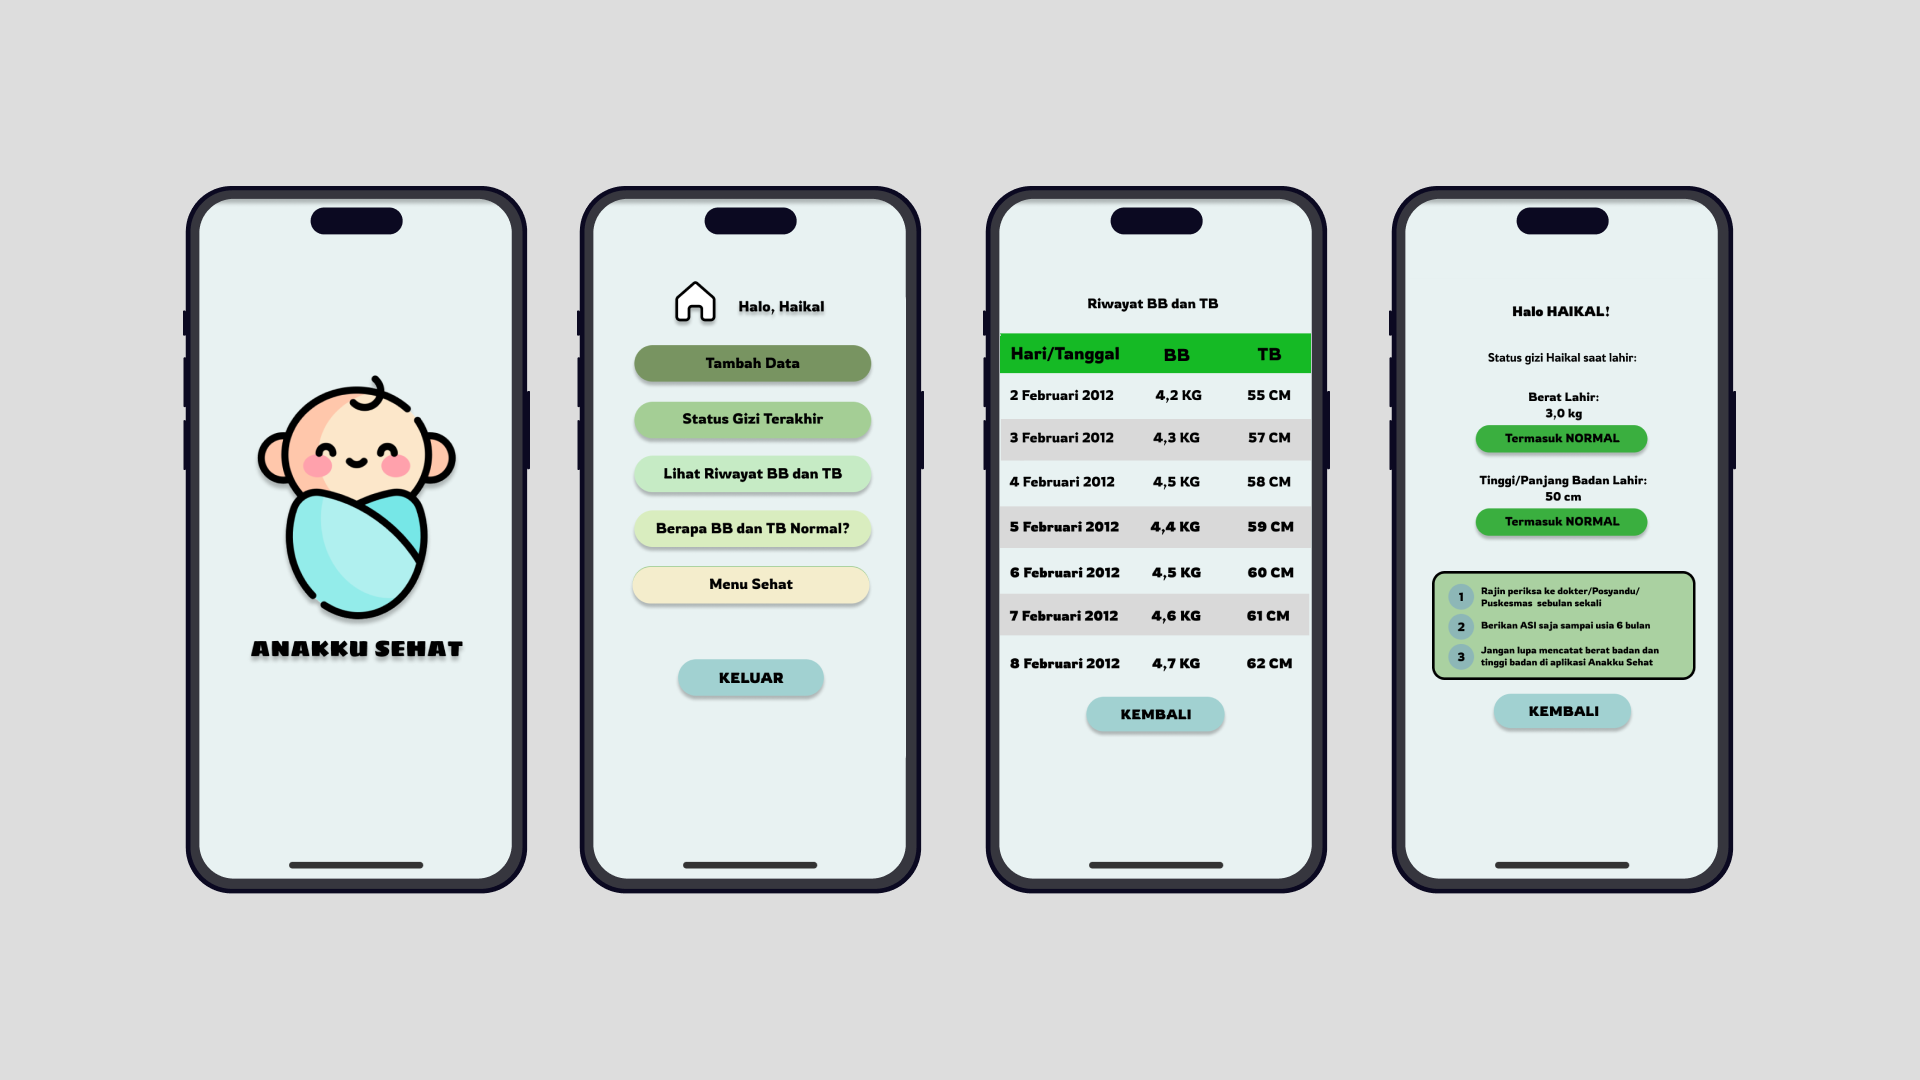 ANAKKU SEHAT
Halo, Haikal
Tambah Data
Status Gizi Terakhir
Lihat Riwayat BB dan TB
Berapa BB dan TB Normal?
Menu Sehat
KELUAR
Riwayat BB dan TB
Hari/Tanggal BB TB
2 Februari 2012 4,2 KG 55 CM
3 Februari 2012 4,3 KG 57 CM
4 Februari 2012 4,5 KG 58 CM
5 Februari 2012 4,4 KG 59 CM
6 Februari 2012 4,5 KG 60 CM
7 Februari 2012 4,6 KG 61 CM
8 Februari 2012 4,7 KG 62 CM
KEMBALI
Halo HAIKAL!
Status gizi Haikal saat lahir:
Berat Lahir:
3,0 kg
Termasuk NORMAL
Tinggi/Panjang Badan Lahir:
50 cm
Termasuk NORMAL
1 Rajin periksa ke dokter/Posyandu/
Puskesmas sebulan sekali
2 Berikan ASI saja sampai usia 6 bulan
3 Jangan lupa mencatat berat badan dan
tinggi badan di aplikasi Anakku Sehat
KEMBALI